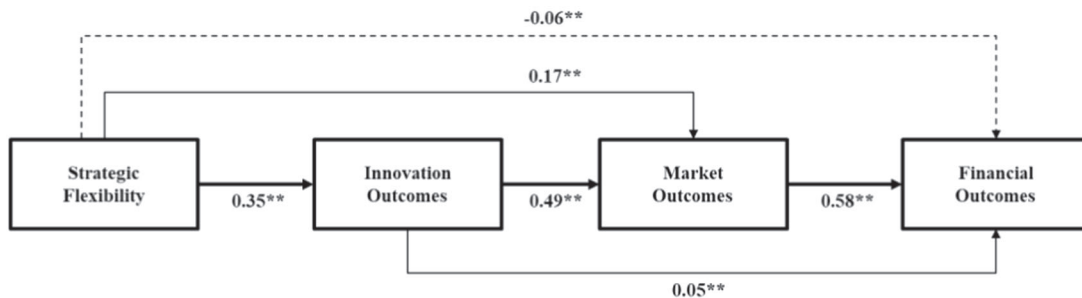 -0.06**
0.17**
Strategic
Flexibility
Innovation
Outcomes
Market
Outcomes
Financial
Outcomes
0.35**
0.49**
0.58**
0.05**